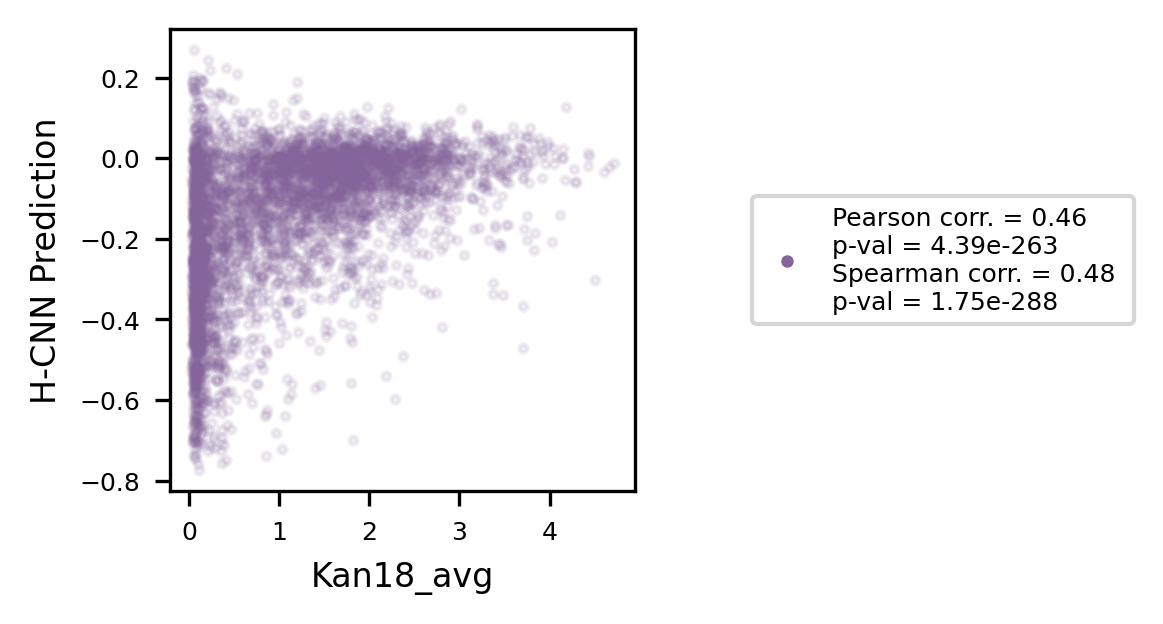 0.2
0.0
−0.2
−0.4
−0.6
−0.8
H-CNN Prediction
0 1 2 3 4
Kan18_avg
Pearson corr. = 0.46
p-val = 4.39e-263
Spearman corr. = 0.48
p-val = 1.75e-288